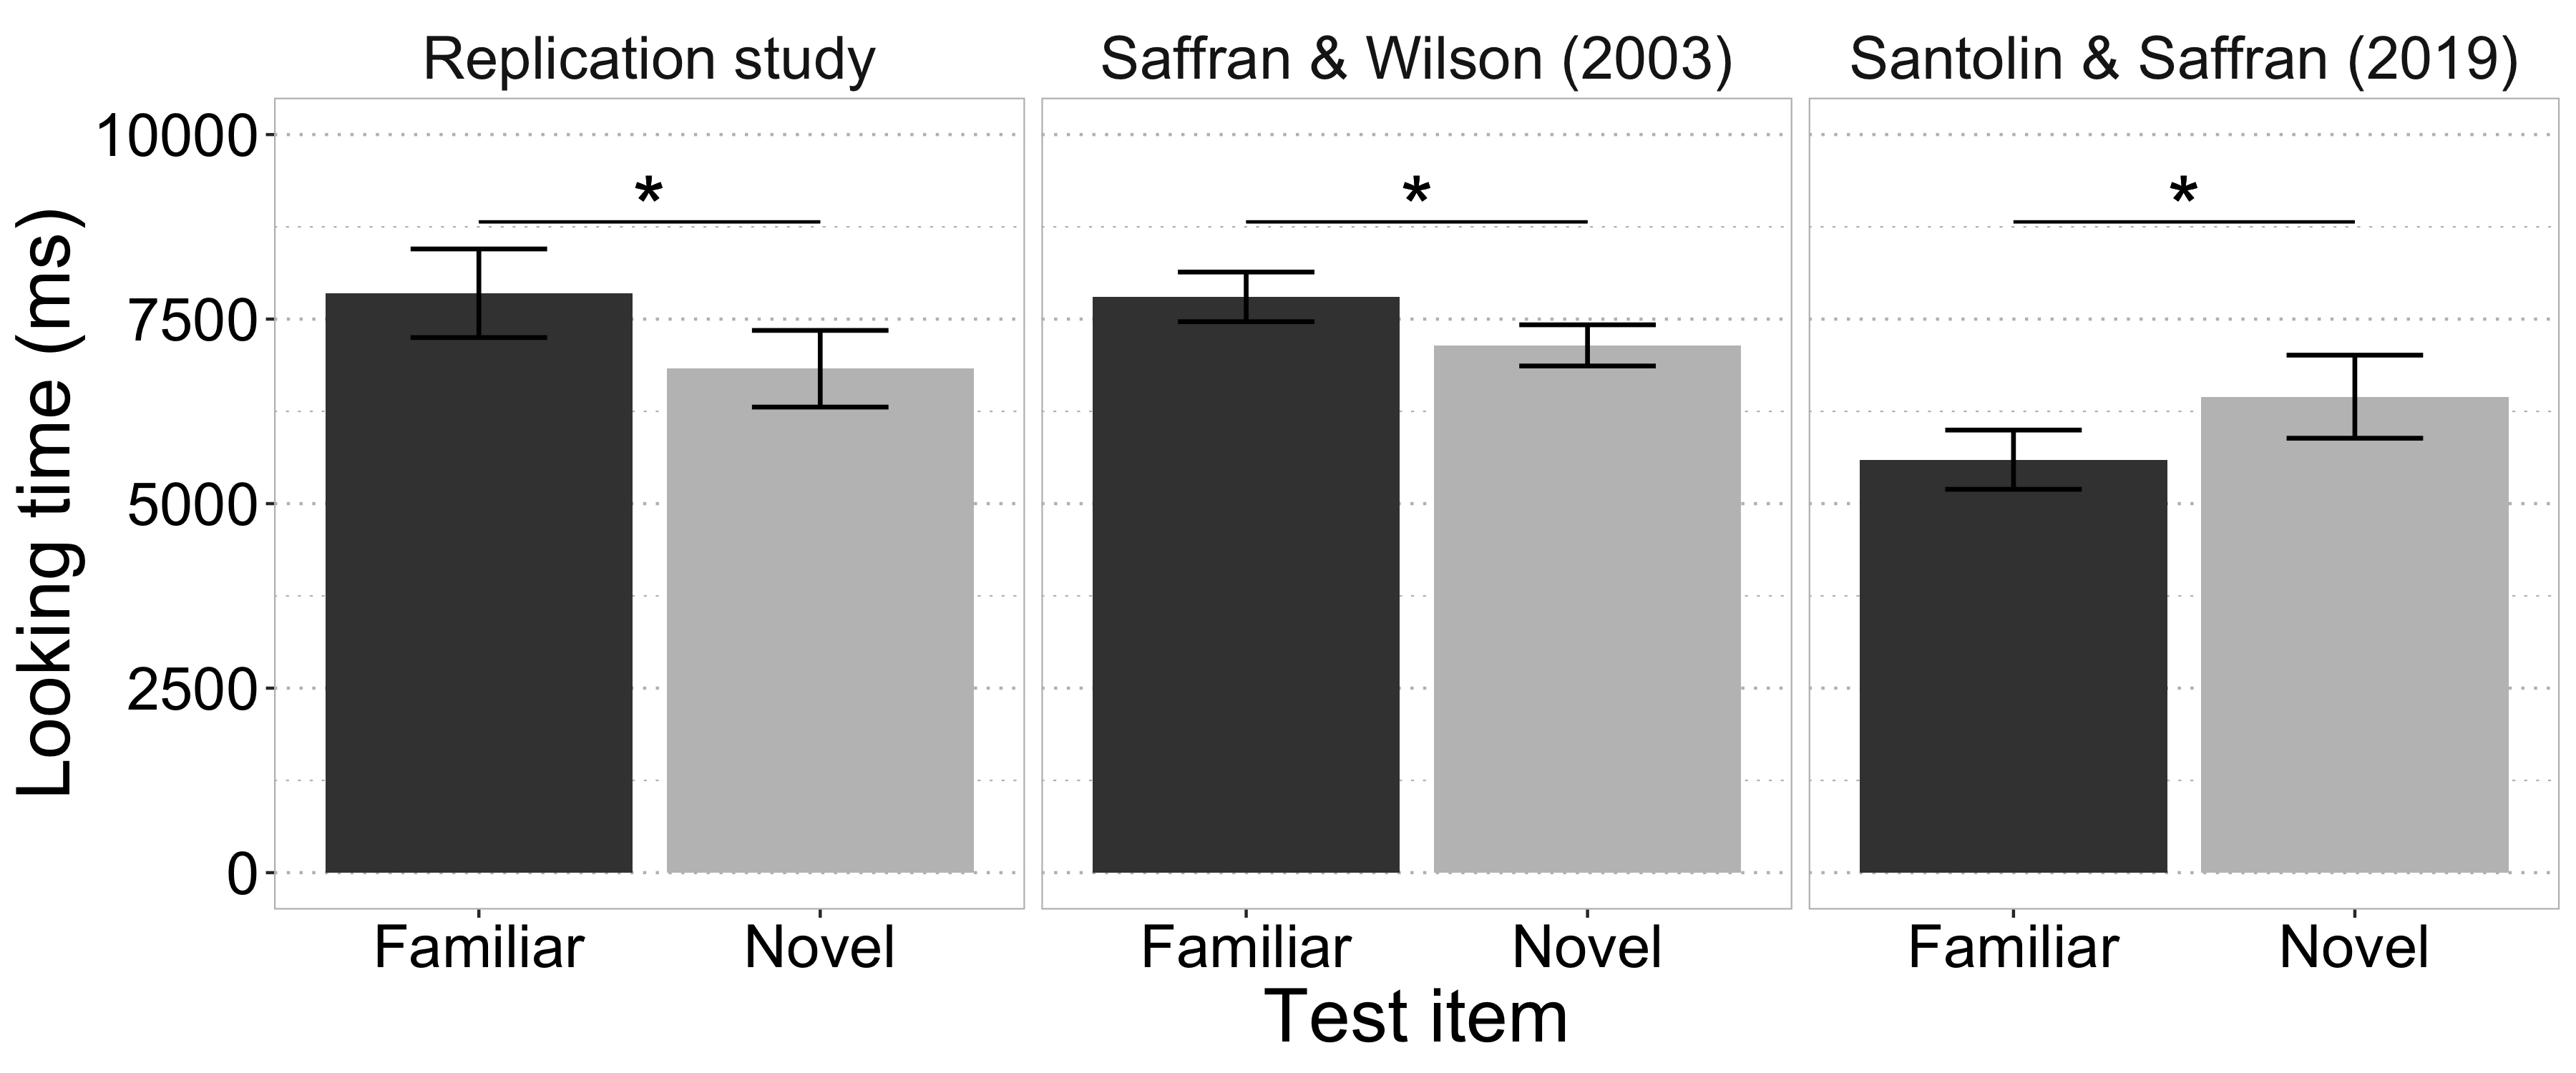 Replication study
Saffran & Wilson (2003)
Santolin & Saffran (2019)
Looking time (ms)
10000
7500
5000
2500
0
*
*
*
Familiar
Novel
Familiar
Novel
Familiar
Novel
Test item